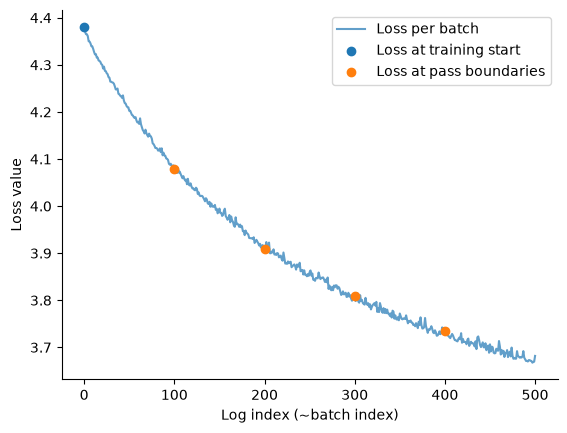 4.4
4.3
4.2
4.1
4.0
3.9
3.8
3.7
Loss value
Loss per batch
Loss at training start
Loss at pass boundaries
0 100 200 300 400 500
Log index (~batch index)